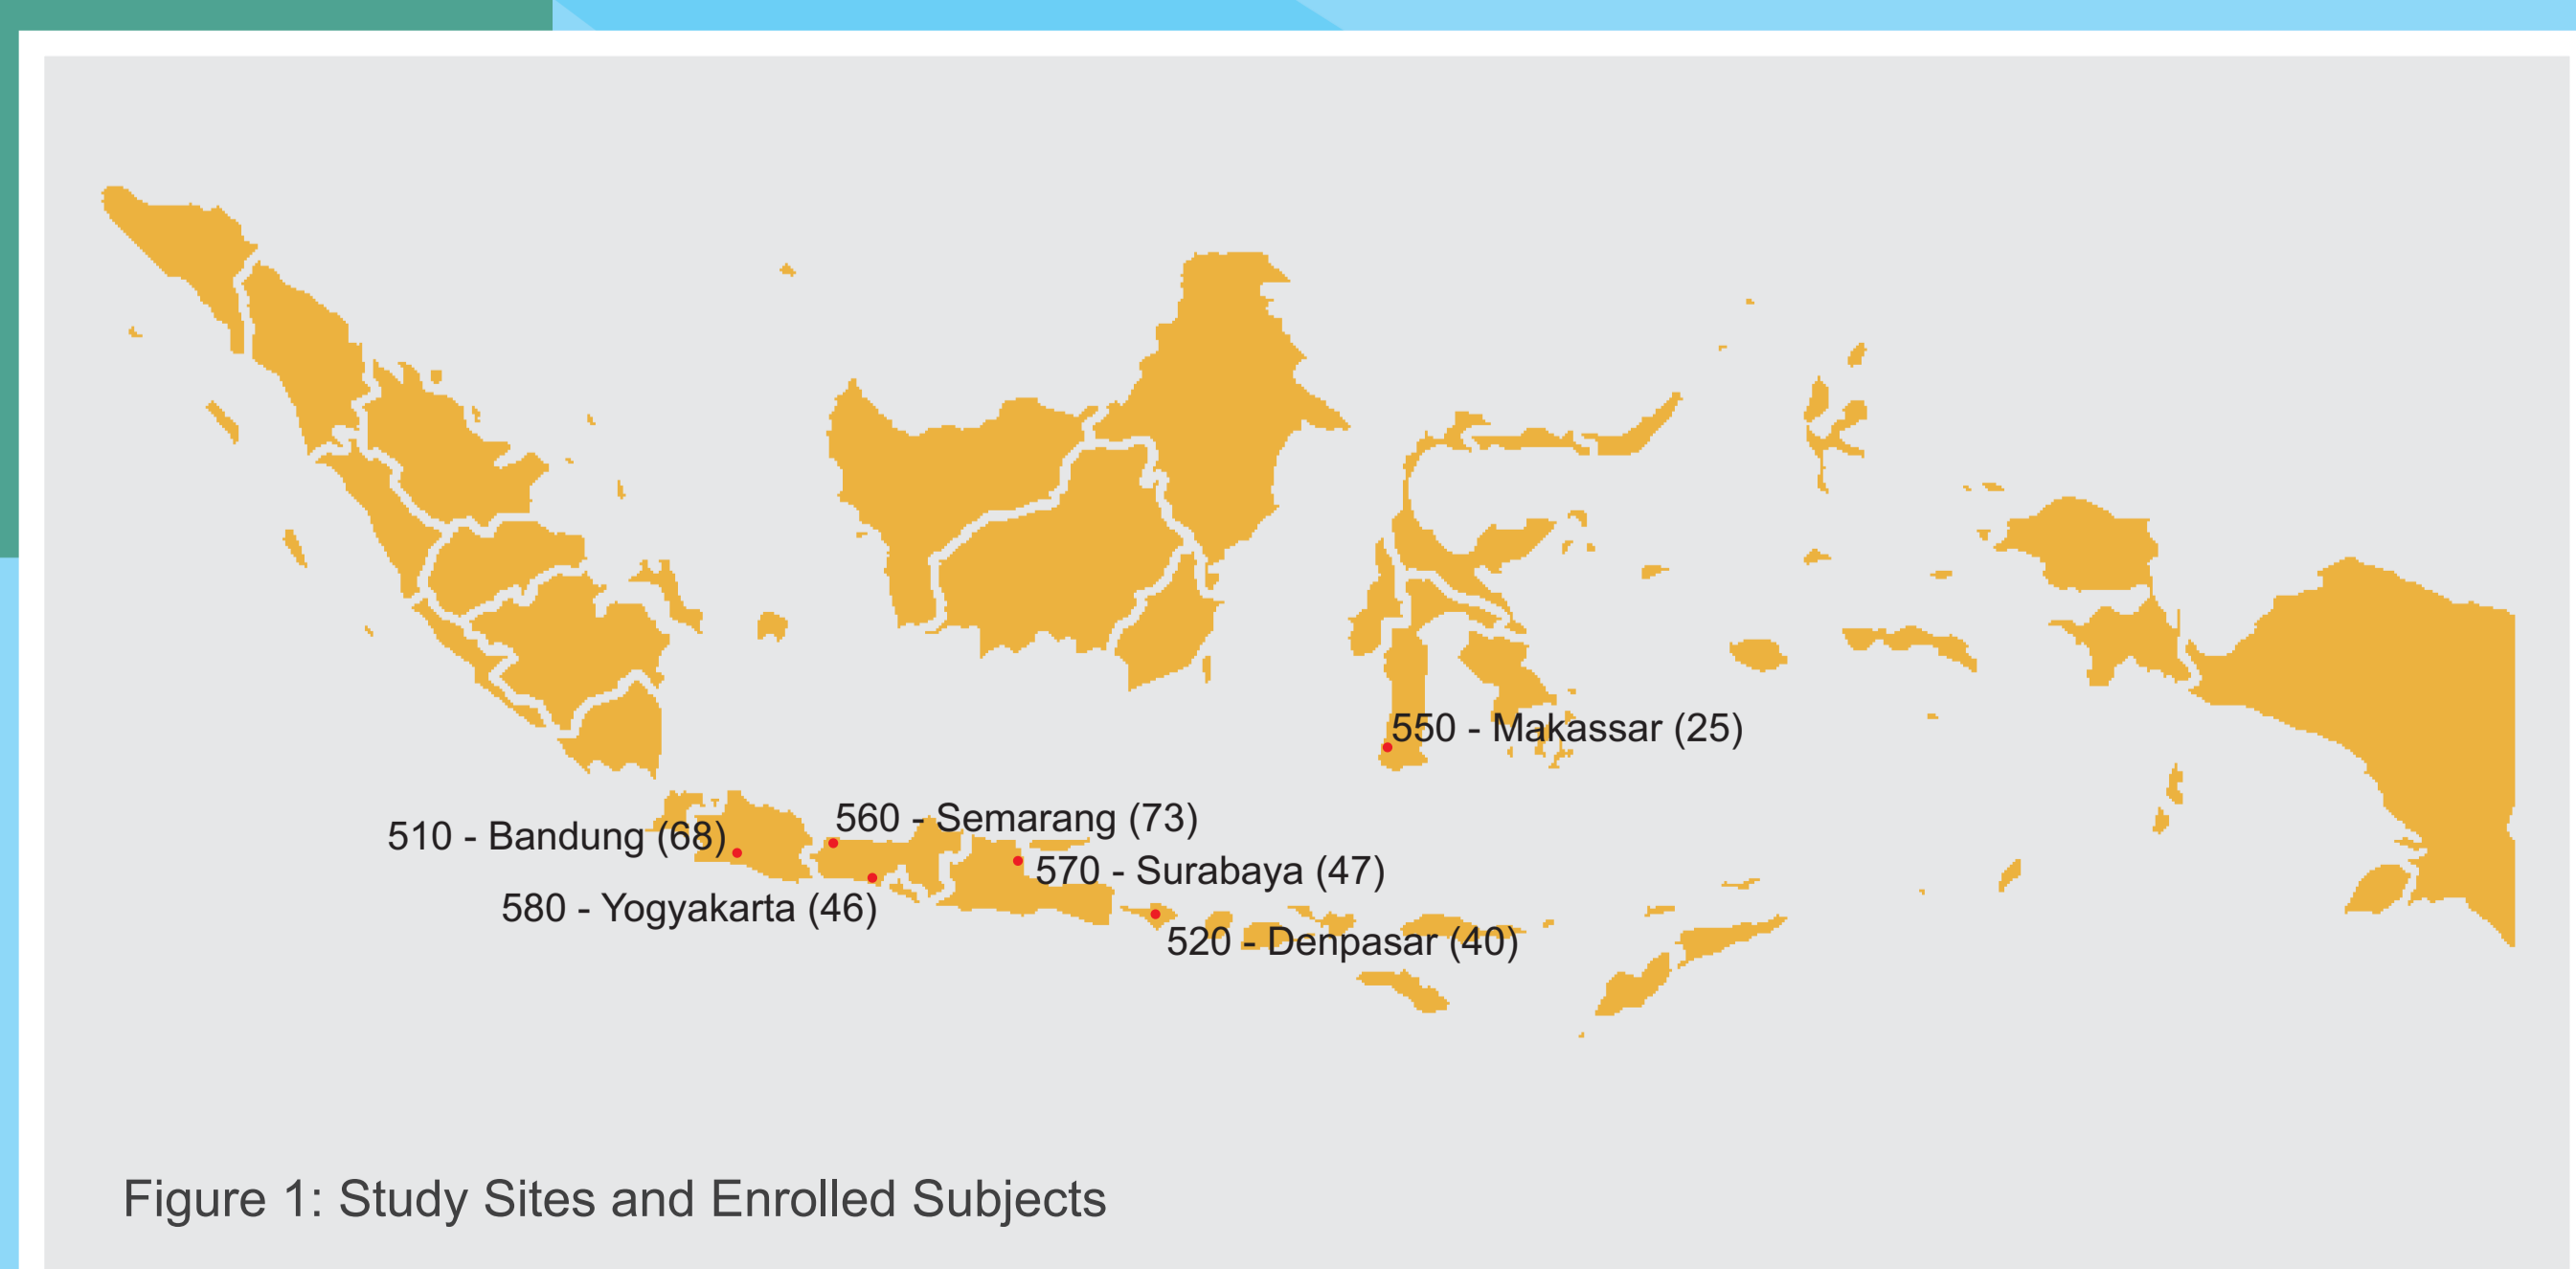 550 - Makassar (25)
560 - Semarang (73)
510 - Bandung (68)
570 - Surabaya (47)
580 - Yogyakarta (46)
520 - Denpasar (40)
Figure 1: Study Sites and Enrolled Subjects